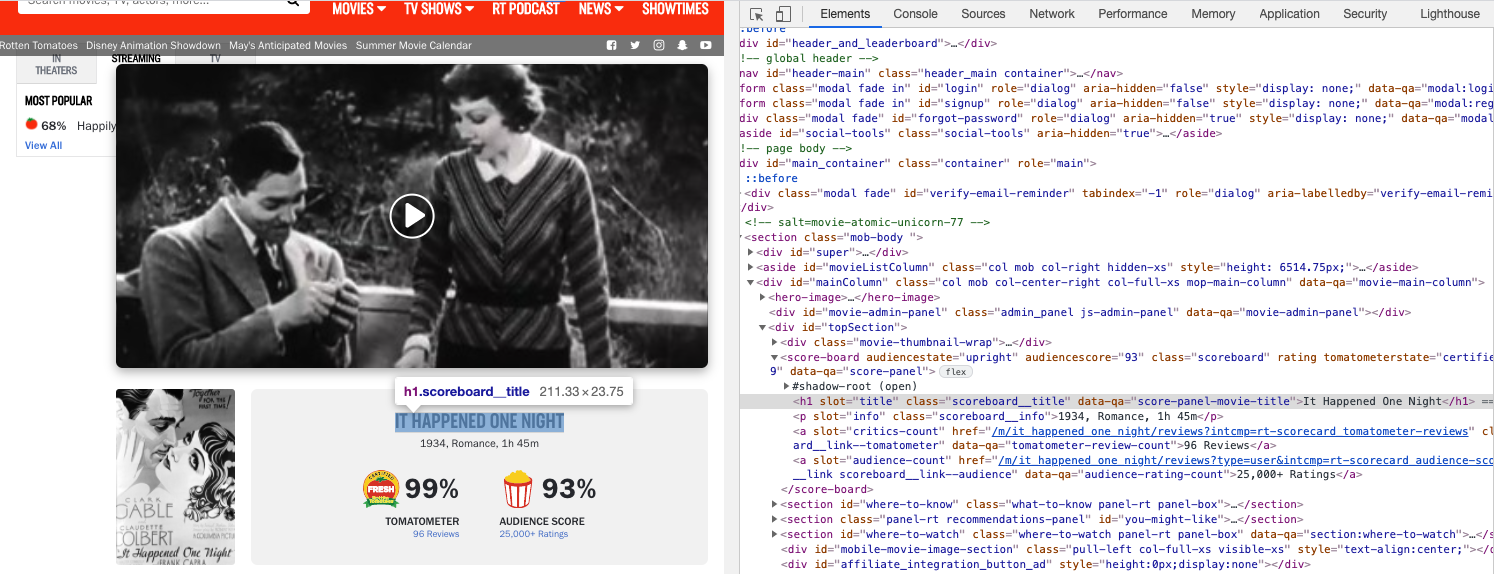 Search movies, TV, actors, more...
MOVIES TV SHOWS RT PODCAST NEWS SHOWTIMES
Rotten Tomatoes Disney Animation Showdown May's Anticipated Movies Summer Movie Calendar
IN THEATERS
STREAMING
TV
MOST POPULAR
68% Happily
View All
h1.scoreboard__title 211.33 × 23.75
IT HAPPENED ONE NIGHT
1934, Romance, 1h 45m
CERTIFIED
FRESH
99%
93%
TOMATOMETER
AUDIENCE SCORE
96 Reviews
25,000+ Ratings
Together
FOR THE
FIRST TIME!
CLARK
GABLE
CLAUDETTE
COLBERT
It Happened One Night
FRANK CAPRA
Elements Console Sources Network Performance Memory Application Security Lighthouse
:before
div id="header_and_leaderboard">…</div>
!-- global header -->
nav id="header-main" class="header_main container">…</nav>
form class="modal fade in" id="login" role="dialog" aria-hidden="false" style="display: none;" data-qa="modal:logi
form class="modal fade in" id="signup" role="dialog" aria-hidden="false" style="display: none;" data-qa="modal:reg
div class="modal fade" id="forgot-password" role="dialog" aria-hidden="true" style="display: none;" data-qa="modal
aside id="social-tools" class="social-tools" aria-hidden="true">…</aside>
!-- page body -->
div id="main_container" class="container" role="main">
::before
<div class="modal fade" id="verify-email-reminder" tabindex="-1" role="dialog" aria-labelledby="verify-email-remi
/div>
<!-- salt=movie-atomic-unicorn-77 -->
<section class="mob-body ">
<div id="super">…</div>
<aside id="movieListColumn" class="col mob col-right hidden-xs" style="height: 6514.75px;">…</aside>
<div id="mainColumn" class="col mob col-center-right col-full-xs mop-main-column" data-qa="movie-main-column">
<hero-image>…</hero-image>
<div id="movie-admin-panel" class="admin_panel js-admin-panel" data-qa="movie-admin-panel"></div>
<div id="topSection">
<div class="movie-thumbnail-wrap">…</div>
<score-board audiencestate="upright" audiencescore="93" class="scoreboard" rating tomatometerstate="certifie
9" data-qa="score-panel"> flex
#shadow-root (open)
<h1 slot="title" class="scoreboard__title" data-qa="score-panel-movie-title">It Happened One Night</h1> ==
<p slot="info" class="scoreboard__info">1934, Romance, 1h 45m</p>
<a slot="critics-count" href="/m/it_happened_one_night/reviews?intcmp=rt-scorecard_tomatometer-reviews" cl
ard__link--tomatometer" data-qa="tomatometer-review-count">96 Reviews</a>
<a slot="audience-count" href="/m/it_happened_one_night/reviews?type=user&intcmp=rt-scorecard_audience-sco
__link scoreboard__link--audience" data-qa="audience-rating-count">25,000+ Ratings</a>
</score-board>
<section id="where-to-know" class="what-to-know panel-rt panel-box">…</section>
<section class="panel-rt recommendations-panel" id="you-might-like">…</section>
<section id="where-to-watch" class="where-to-watch panel-rt panel-box" data-qa="section:where-to-watch">…</section>
<div id="mobile-movie-image-section" class="pull-left col-full-xs visible-xs" style="text-align:center;"></d
<div id="affiliate_integration_button_ad" style="height:0px;display:none"></div>